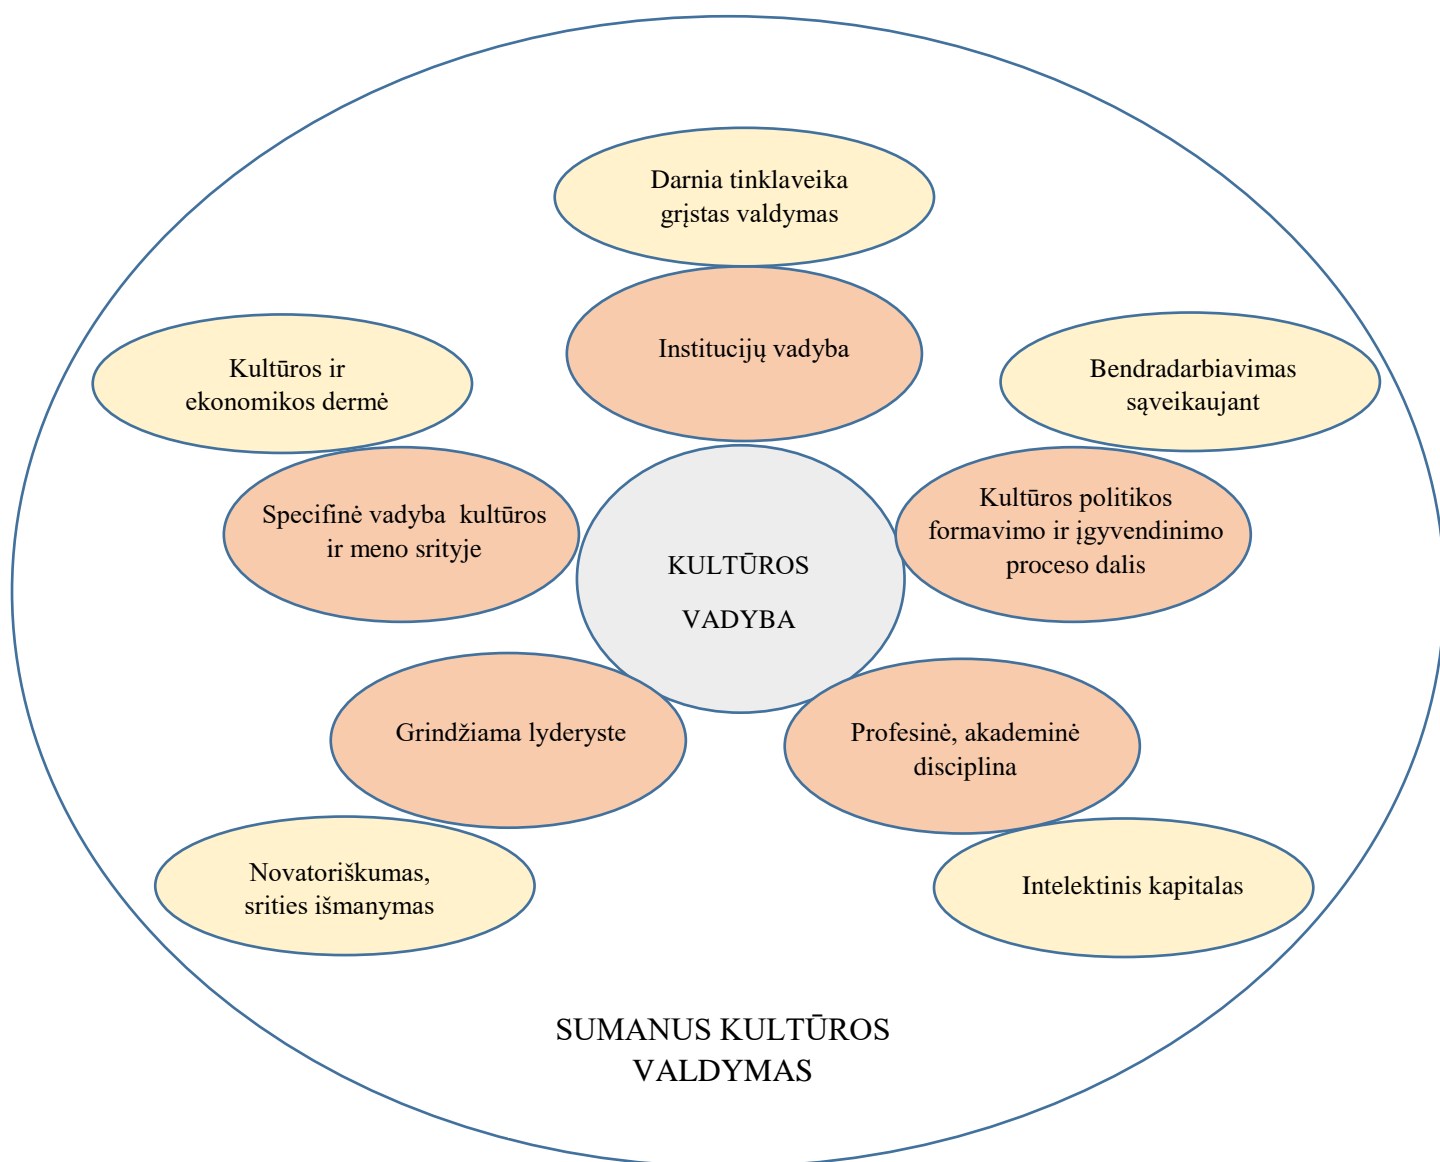 Darnia tinklaveika
grįstas valdymas
Institucijų vadyba
Kultūros ir
ekonomikos dermė
Bendradarbiavimas
sąveikaujant
Specifinė vadyba  kultūros
ir meno srityje
Kultūros politikos
formavimo ir įgyvendinimo
proceso dalis
KULTŪROS
VADYBA
Grindžiama lyderyste
Profesinė, akademinė
disciplina
Novatoriškumas,
srities išmanymas
Intelektinis kapitalas
SUMANUS KULTŪROS
VALDYMAS